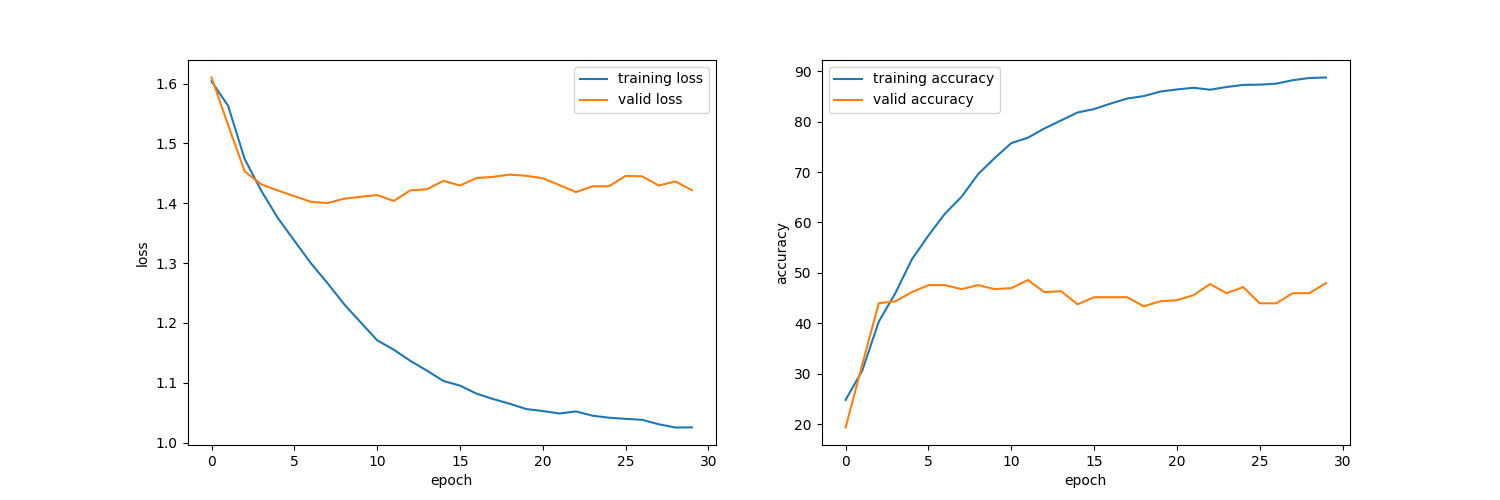 training loss
valid loss
1.6
1.5
1.4
1.3
1.2
1.1
1.0
loss
0 5 10 15 20 25 30
epoch
training accuracy
valid accuracy
90
80
70
60
50
40
30
20
accuracy
0 5 10 15 20 25 30
epoch